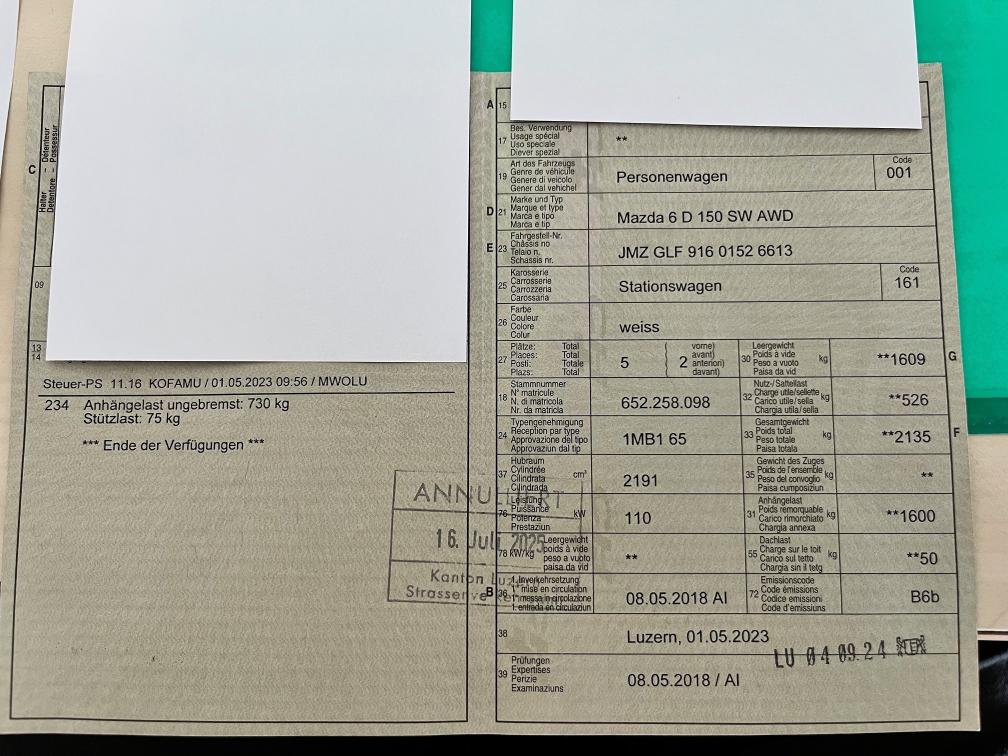 C
Halter – Détenteur
Detentore – Possessur
09
13
14
Steuer-PS 11.16 KOFAMU / 01.05.2023 09:56 / MWOLU
234 Anhängelast ungebremst: 730 kg
Stützlast: 75 kg
*** Ende der Verfügungen ***
ANNULLIERT
16. Juli 2025
Kanton Luz
Strassenve
A 15
17 Bes. Verwendung
Usage spécial
Uso speciale
Diever spezial
**
19 Art des Fahrzeugs
Genre de véhicule
Genere di veicolo
Gener dal vehichel
Personenwagen
Code
001
D 21 Marke und Typ
Marque et type
Marca e tipo
Marca e tip
Mazda 6 D 150 SW AWD
E 23 Fahrgestell-Nr.
Châssis no
Telaio n.
Schassis nr.
JMZ GLF 916 0152 6613
25 Karosserie
Carrosserie
Carrozzeria
Carossaria
Stationswagen
Code
161
26 Farbe
Couleur
Colore
Colur
weiss
27 Plätze: Total
Places: Total
Posti: Totale
Plazs: Total
5 ( 2 vorne)
avant)
anterion)
davant)
30 Leergewicht
Poids à vide kg
Peso a vuoto
Paisa da vid
**1609 G
18 Stammnummer
N° matricule
N. di matricola
Nr. da matricla
652.258.098
32 Nutz-/Sattellast
Charge utile/sellette kg
Carico utile/sella
Chargia utila/sella
**526
24 Typengenehmigung
Réception par type
Approvazione del tipo
Approvaziun dal tip
1MB1 65
33 Gesamtgewicht
Poids total kg
Peso totale
Paisa totala
**2135 F
37 Hubraum
Cylindrée cm³
Cilindrata
Cilindrada
2191
35 Gewicht des Zuges
Poids de l'ensemble kg
Peso del convoglio
Paisa cumposiziun
**
76 Leistung
Puissance kW
Potenza
Prestaziun
110
31 Anhängelast
Poids remorquable kg
Carico rimorchiato
Chargia annexa
**1600
78 kW/kg Leergewicht
poids à vide
peso a vuoto
paisa da vid
**
55 Dachlast
Charge sur le toit kg
Carico sul tetto
Chargia sin il tetg
**50
B 36 1. Inverkehrsetzung
1re mise en circulation
1. messa in circolazione
1. entrada en circulaziun
08.05.2018 AI
72 Emissionscode
Code émissions
Codice emissioni
Code d'emissiuns
B6b
38 Luzern, 01.05.2023
LU 04 09.24
39 Prüfungen
Expertises
Perizie
Examinaziuns
08.05.2018 / AI